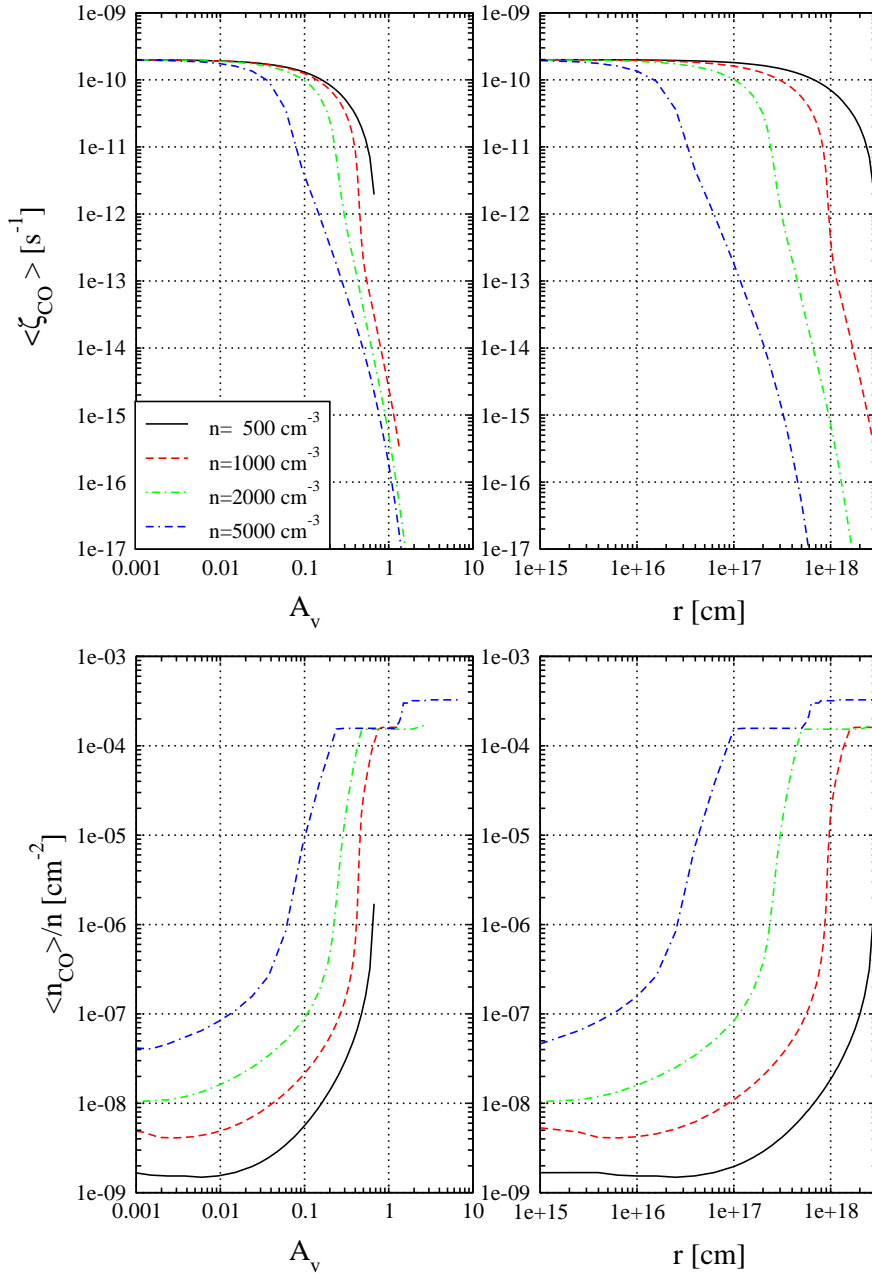 1e-09
1e-10
1e-11
1e-12
1e-13
1e-14
1e-15
1e-16
1e-17
<ζCO > [s-1]
0.001 0.01 0.1 1 10
Av
n= 500 cm-3
n=1000 cm-3
n=2000 cm-3
n=5000 cm-3
1e-09
1e-10
1e-11
1e-12
1e-13
1e-14
1e-15
1e-16
1e-17
1e+15 1e+16 1e+17 1e+18
r [cm]
1e-03
1e-04
1e-05
1e-06
1e-07
1e-08
1e-09
<nCO>/n [cm-2]
0.001 0.01 0.1 1 10
Av
1e-03
1e-04
1e-05
1e-06
1e-07
1e-08
1e-09
1e+15 1e+16 1e+17 1e+18
r [cm]